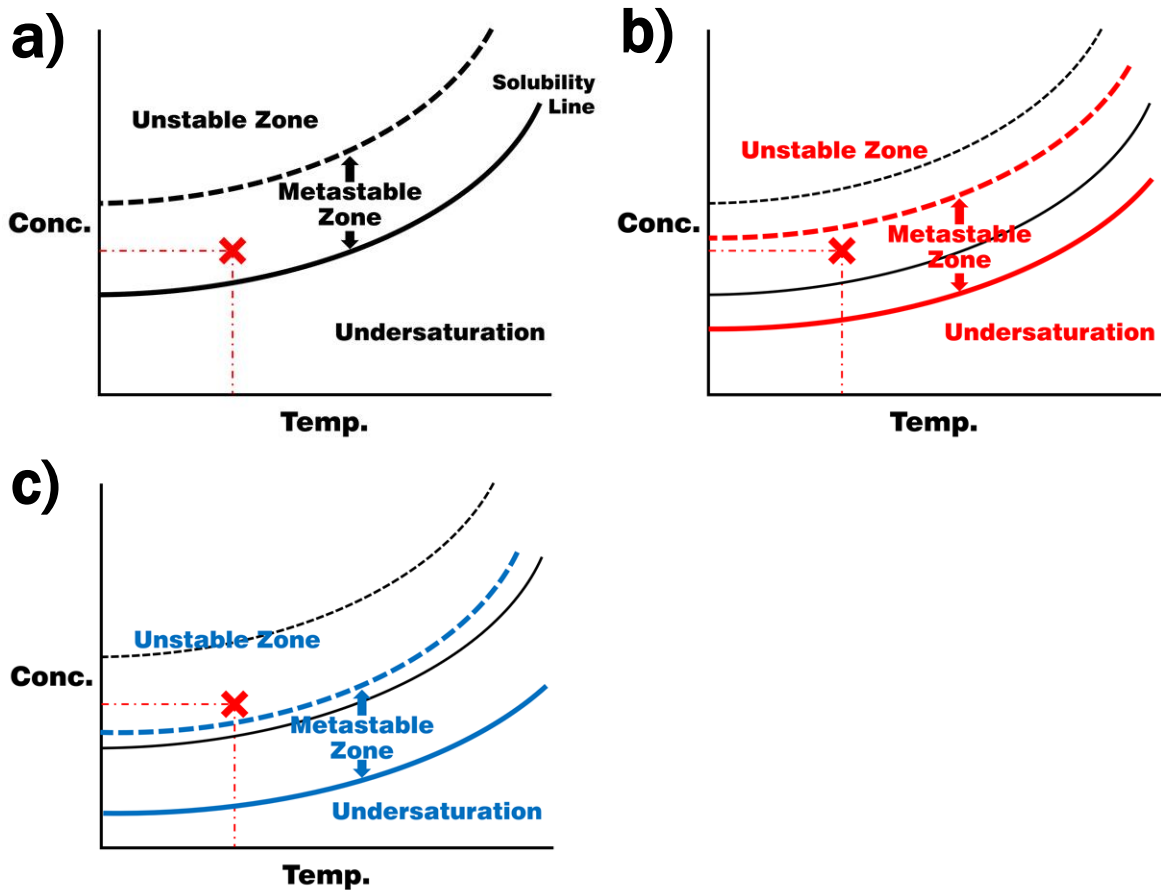 a)
Solubility
Line
Unstable Zone
Metastable
Zone
Conc.
Undersaturation
Temp.
b)
Unstable Zone
Conc.
Metastable
Zone
Undersaturation
Temp.
c)
Unstable Zone
Conc.
Metastable
Zone
Undersaturation
Temp.